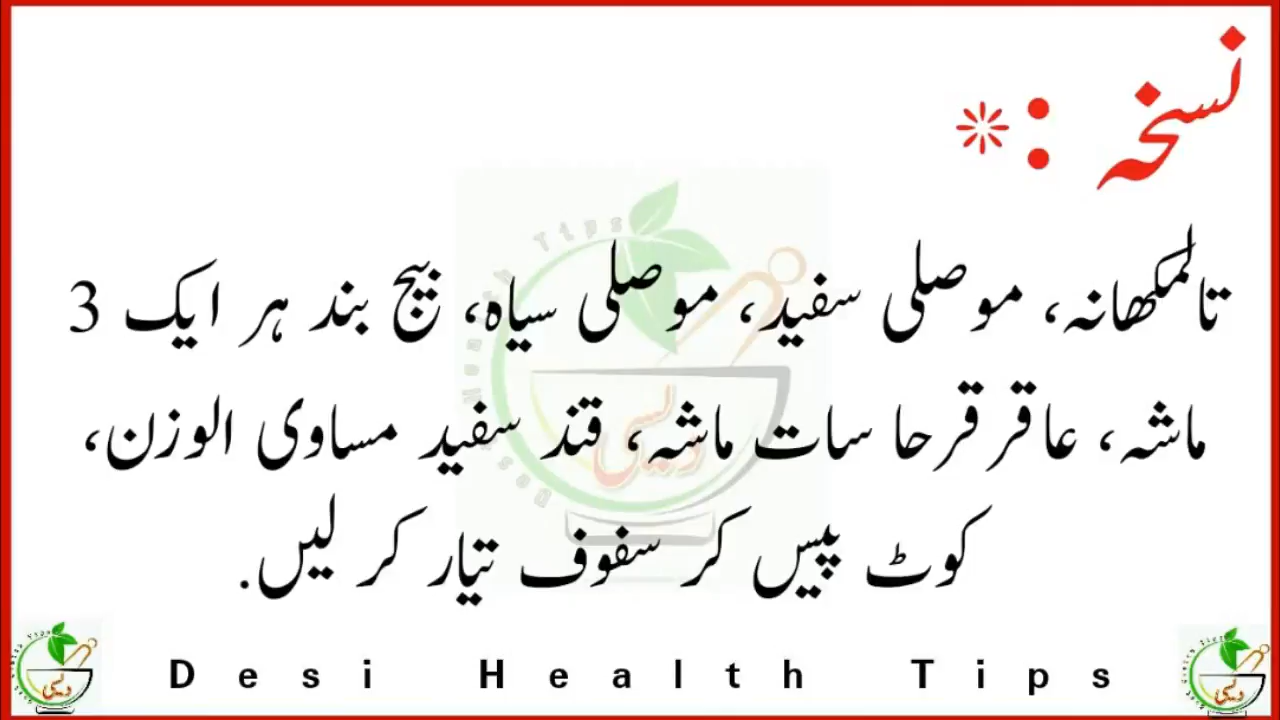 نسخہ :*
تالمکھانہ، موصلی سفید، موصلی سیاہ، بیج بند ہر ایک 3
ماشہ، عاقرقرحا سات ماشہ، قند سفید مساوی الوزن،
کوٹ پیس کر سفوف تیار کر لیں.
Desi Health Tips